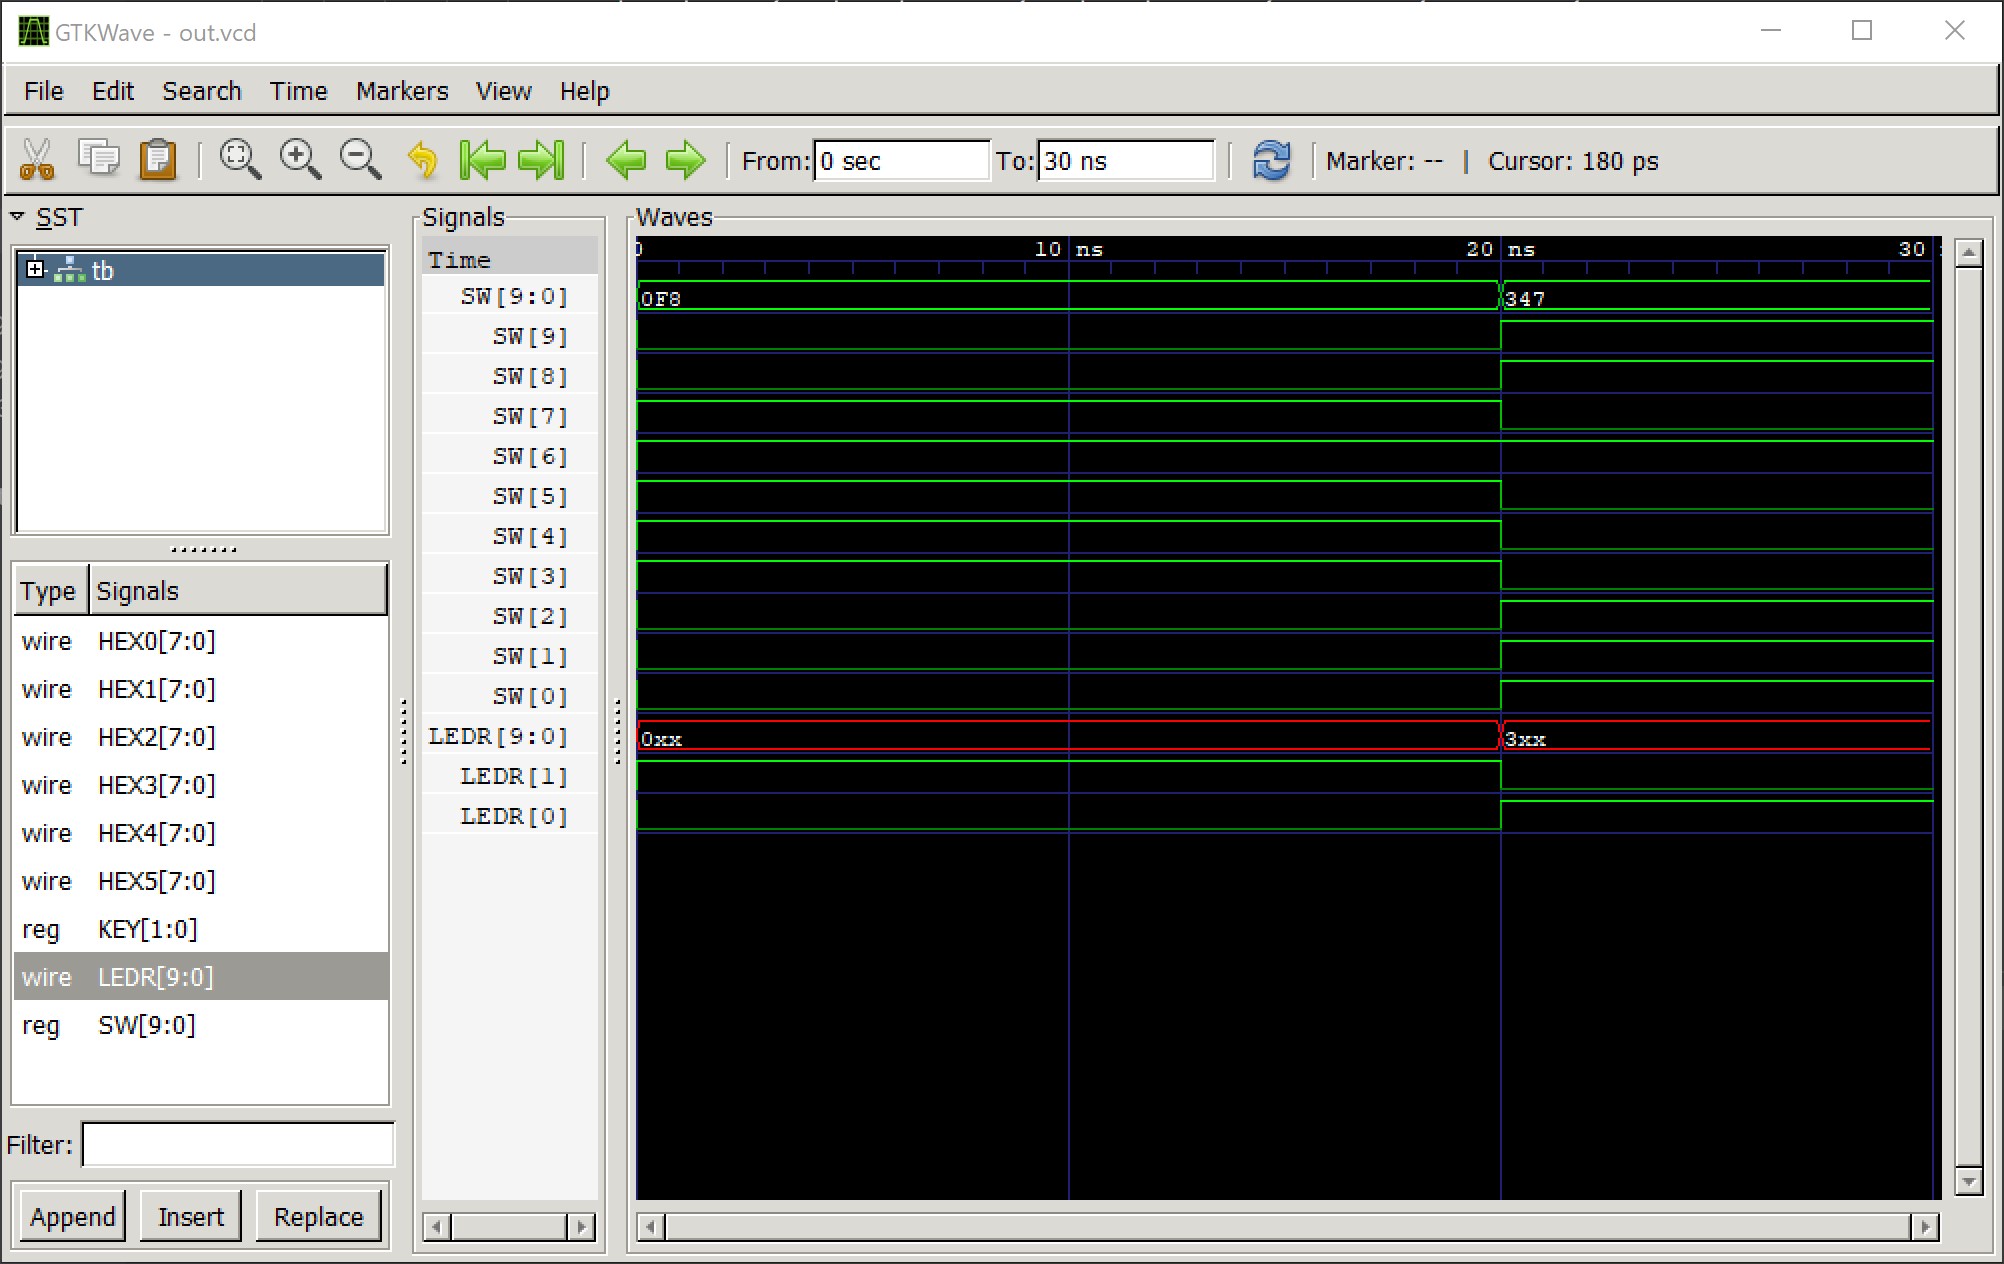 GTKWave - out.vcd
File Edit Search Time Markers View Help
From: 0 sec To: 30 ns Marker: -- | Cursor: 180 ps
SST
tb
Type Signals
wire HEX0[7:0]
wire HEX1[7:0]
wire HEX2[7:0]
wire HEX3[7:0]
wire HEX4[7:0]
wire HEX5[7:0]
reg KEY[1:0]
wire LEDR[9:0]
reg SW[9:0]
Filter:
Append Insert Replace
Signals
Time
SW[9:0]
SW[9]
SW[8]
SW[7]
SW[6]
SW[5]
SW[4]
SW[3]
SW[2]
SW[1]
SW[0]
LEDR[9:0]
LEDR[1]
LEDR[0]
Waves
0 10 ns 20 ns 30
0F8 347
0xx 3xx